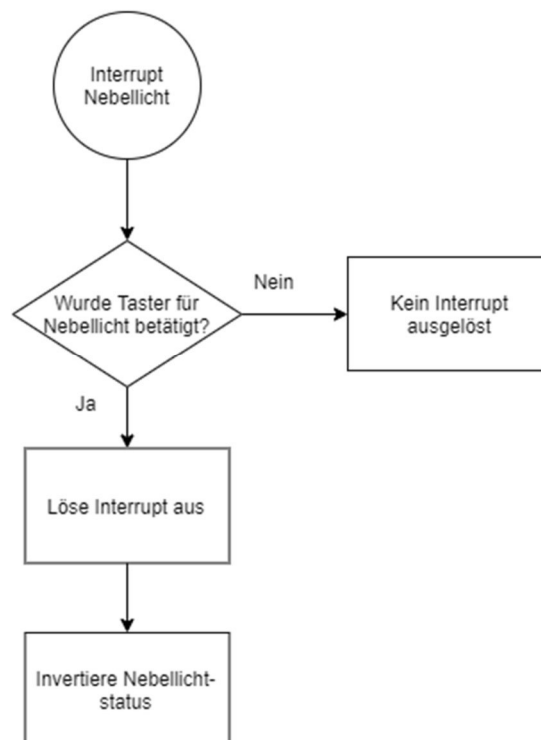 Interrupt
Nebellicht
Wurde Taster für
Nebellicht betätigt?
Nein
Kein Interrupt
ausgelöst
Ja
Löse Interrupt aus
Invertiere Nebellicht-
status